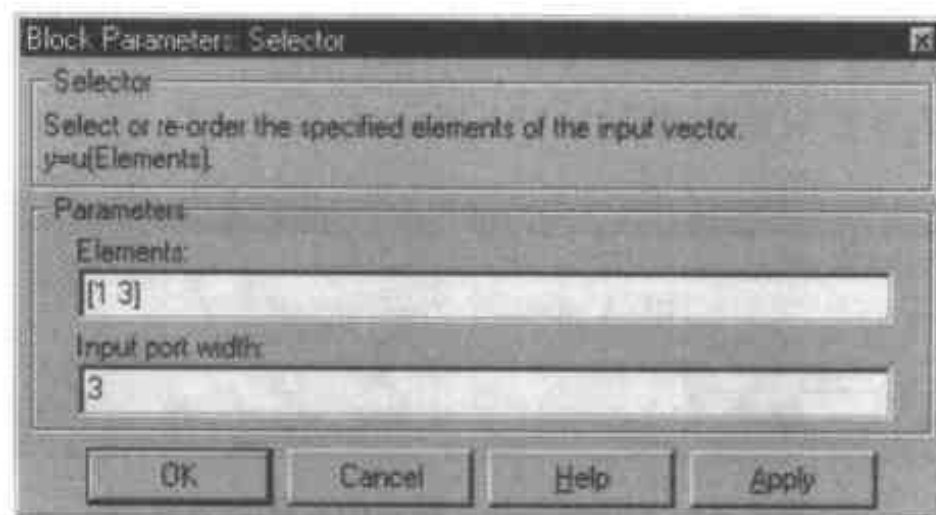 Block Parameters: Selector
Selector
Select or re-order the specified elements of the input vector.
y=u(Elements).
Parameters
Elements:
[1 3]
Input port width:
3
OK
Cancel
Help
Apply